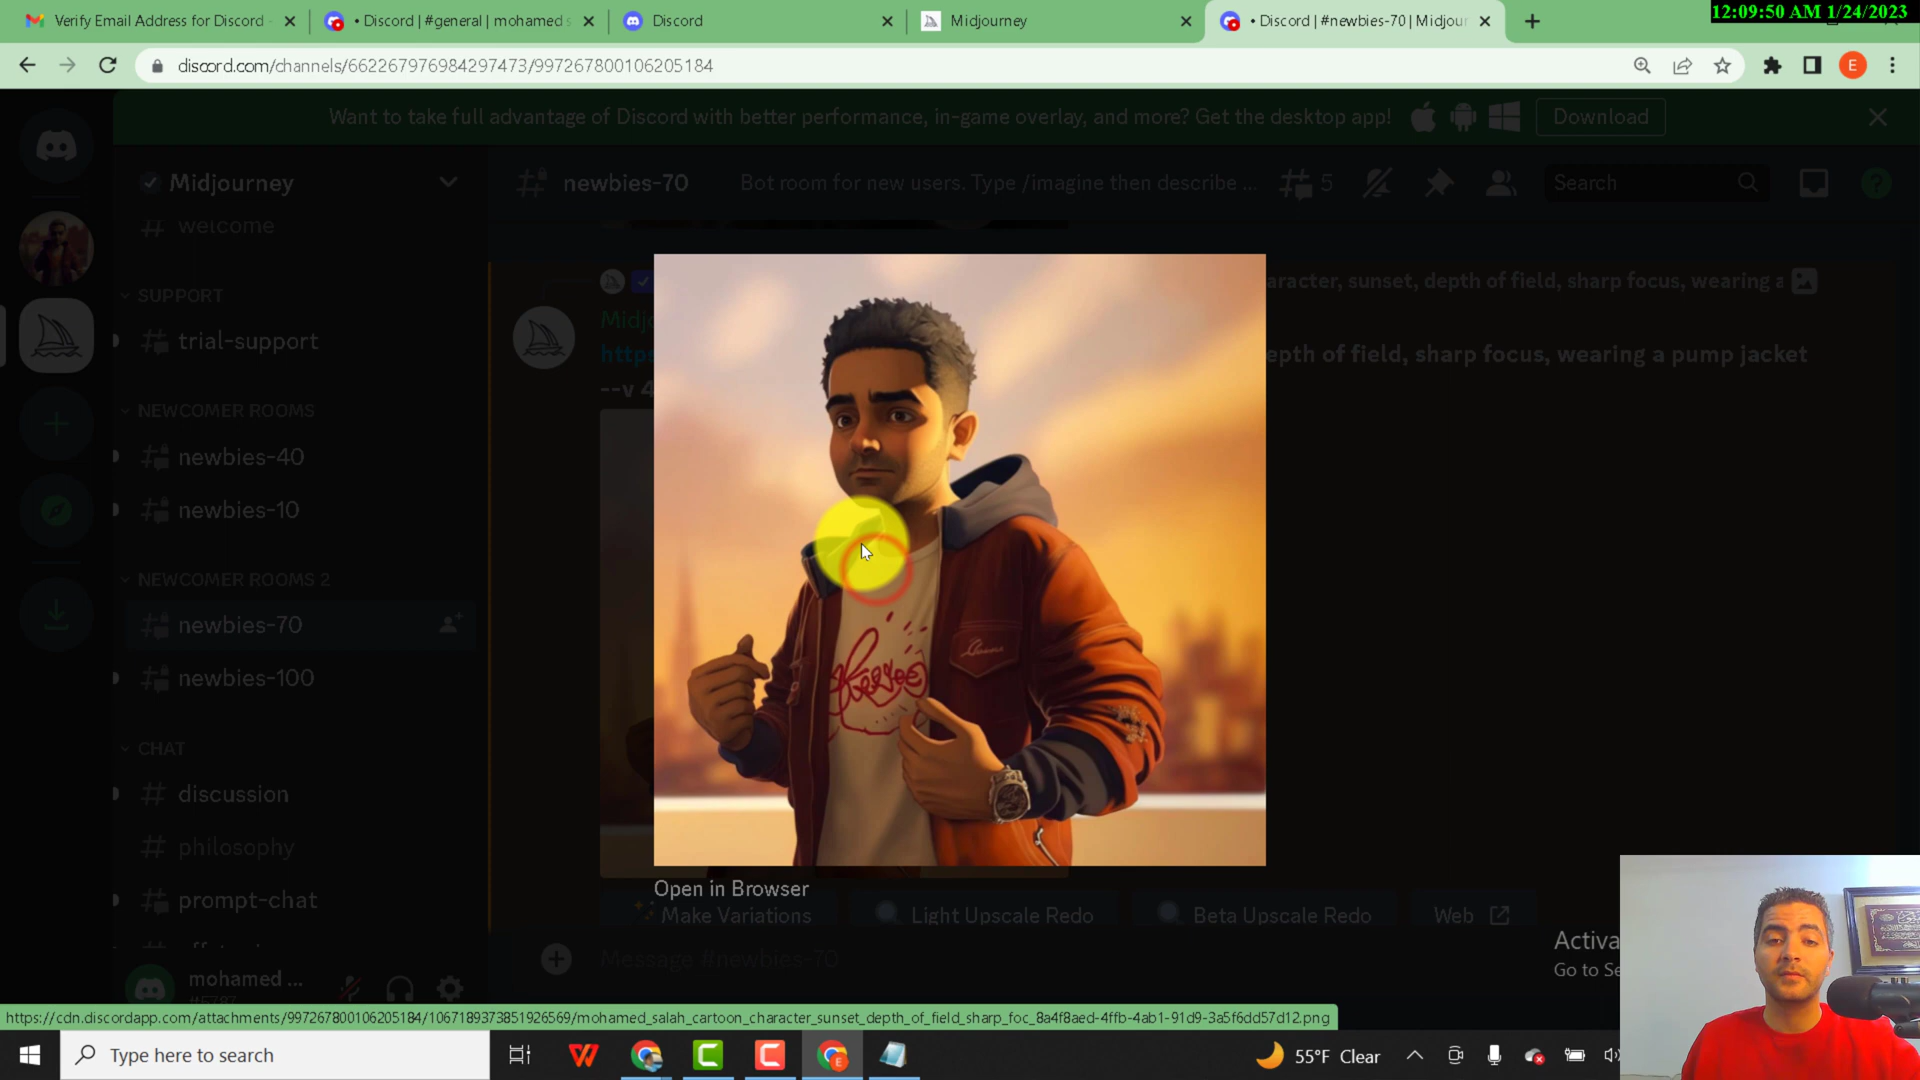 12:09:50 AM 1/24/2023
Verify Email Address for Discord -
• Discord | #general | mohamed s
Discord
Midjourney
• Discord | #newbies-70 | Midjour
discord.com/channels/662267976984297473/997267800106205184
E
Want to take full advantage of Discord with better performance, in-game overlay, and more? Get the desktop app!
Download
Midjourney
newbies-70
Bot room for new users. Type /imagine then describe ...
5
Search
welcome
SUPPORT
trial-support
NEWCOMER ROOMS
newbies-40
newbies-10
NEWCOMER ROOMS 2
newbies-70
newbies-100
CHAT
discussion
philosophy
prompt-chat
mohamed ...
aracter, sunset, depth of field, sharp focus, wearing a
Midj
https
epth of field, sharp focus, wearing a pump jacket
--v 4
Open in Browser
Make Variations
Light Upscale Redo
Beta Upscale Redo
Web
Message #newbies-70
Activa
Go to Se
https://cdn.discordapp.com/attachments/997267800106205184/1067189373851926569/mohamed_salah_cartoon_character_sunset_depth_of_field_sharp_foc_8a4f8aed-4ffb-4ab1-91d9-3a5f6dd57d12.png
Type here to search
55°F Clear